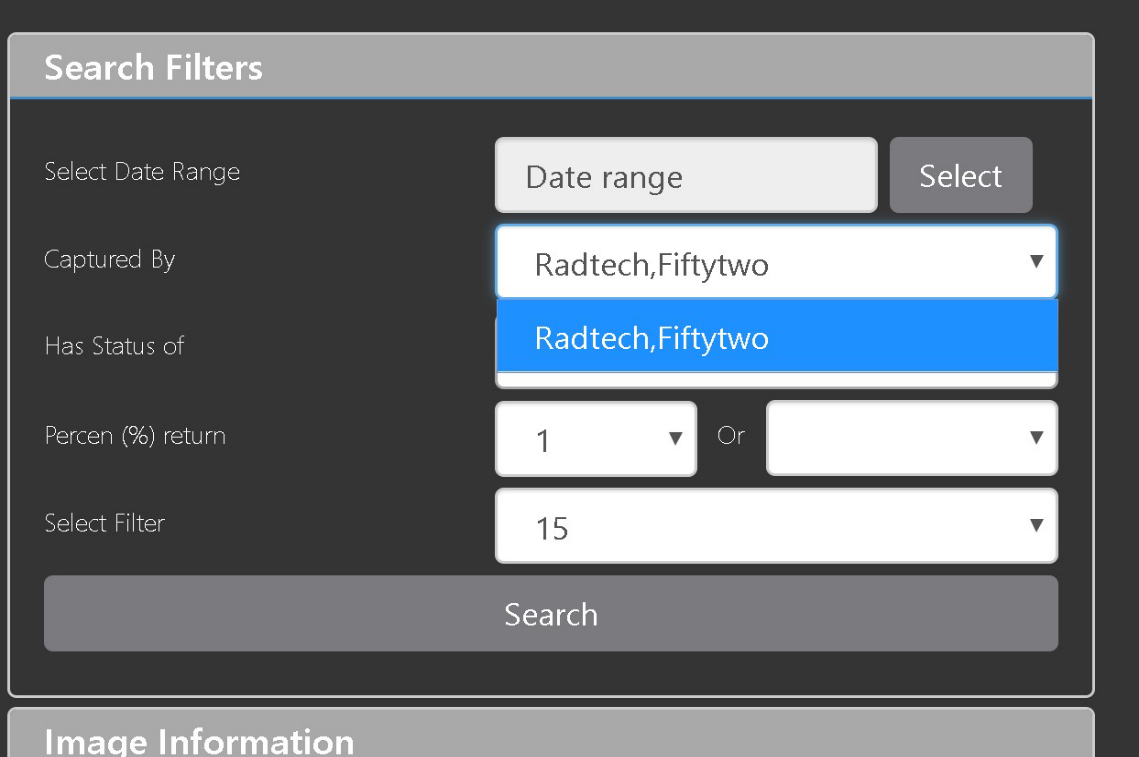 Search Filters
Select Date Range
Date range
Select
Captured By
Radtech,Fiftytwo
Radtech,Fiftytwo
Has Status of
Percen (%) return
1
Or
Select Filter
15
Search
Image Information